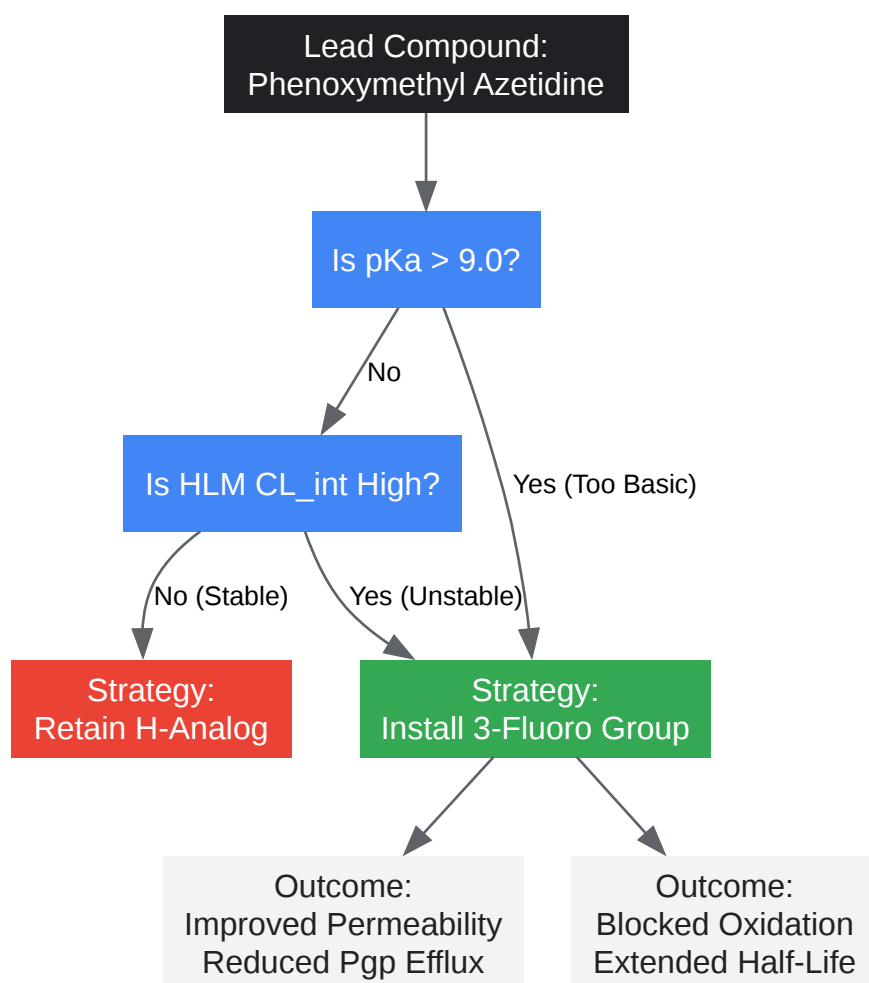 Lead Compound:
Phenoxymethyl Azetidine
Is pKa > 9.0?
No
Is HLM CL_int High?
Yes (Too Basic)
No (Stable)
Yes (Unstable)
Strategy:
Retain H-Analog
Strategy:
Install 3-Fluoro Group
Outcome:
Improved Permeability
Reduced Pgp Efflux
Outcome:
Blocked Oxidation
Extended Half-Life